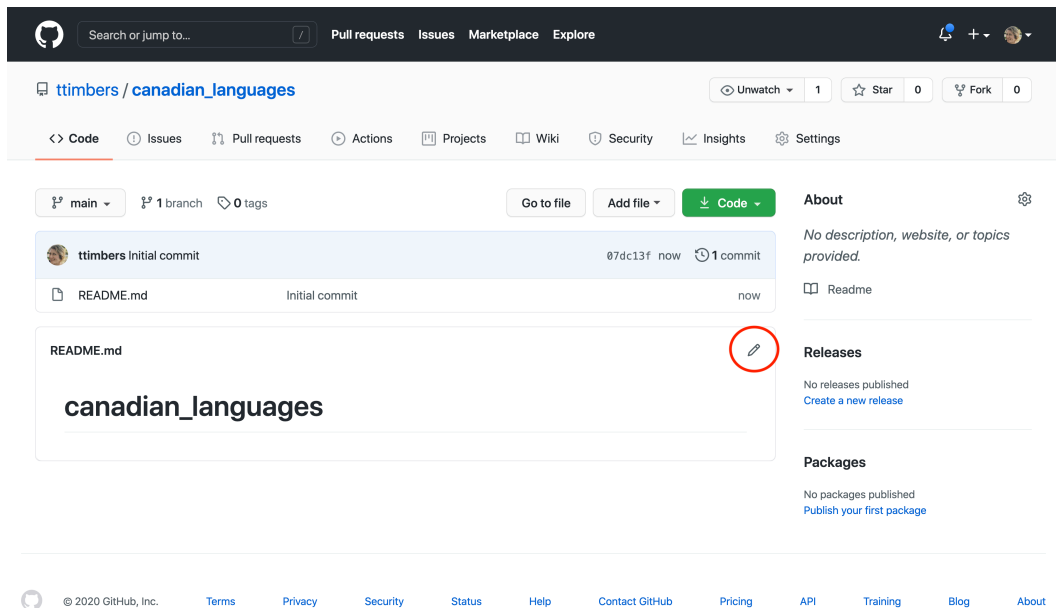 Search or jump to... / Pull requests Issues Marketplace Explore
ttimbers / canadian_languages Unwatch 1 Star 0 Fork 0
Code Issues Pull requests Actions Projects Wiki Security Insights Settings
main 1 branch 0 tags Go to file Add file Code
ttimbers Initial commit 07dc13f now 1 commit
README.md Initial commit now
README.md
canadian_languages
About
No description, website, or topics
provided.
Readme
Releases
No releases published
Create a new release
Packages
No packages published
Publish your first package
© 2020 GitHub, Inc. Terms Privacy Security Status Help Contact GitHub Pricing API Training Blog About